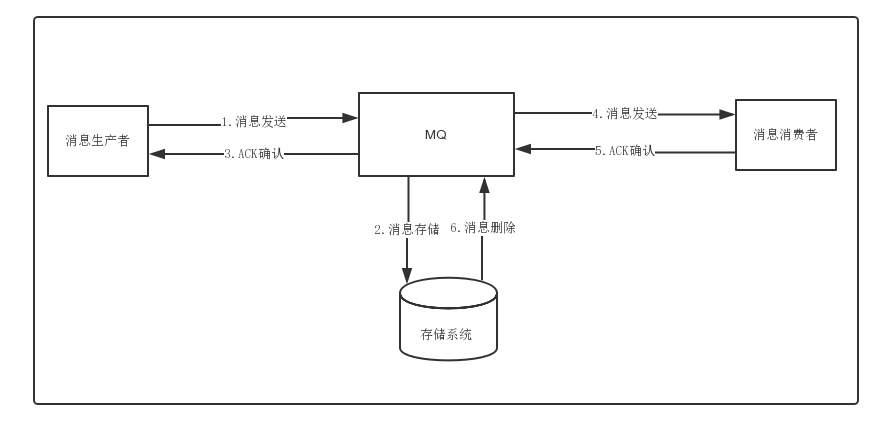 1.消息发送
4.消息发送
消息生产者
MQ
消息消费者
3.ACK确认
5.ACK确认
2.消息存储
6.消息删除
存储系统